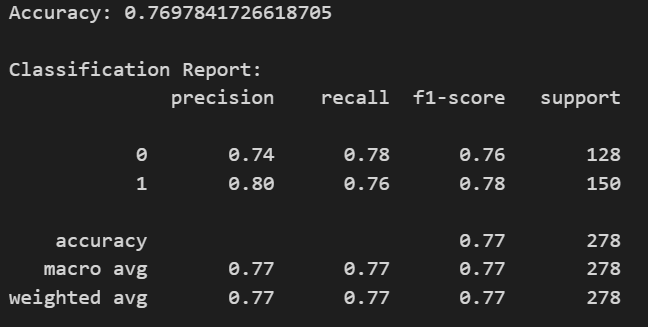 Accuracy: 0.7697841726618705
Classification Report:
precision recall f1-score support
0 0.74 0.78 0.76 128
1 0.80 0.76 0.78 150
accuracy 0.77 278
macro avg 0.77 0.77 0.77 278
weighted avg 0.77 0.77 0.77 278